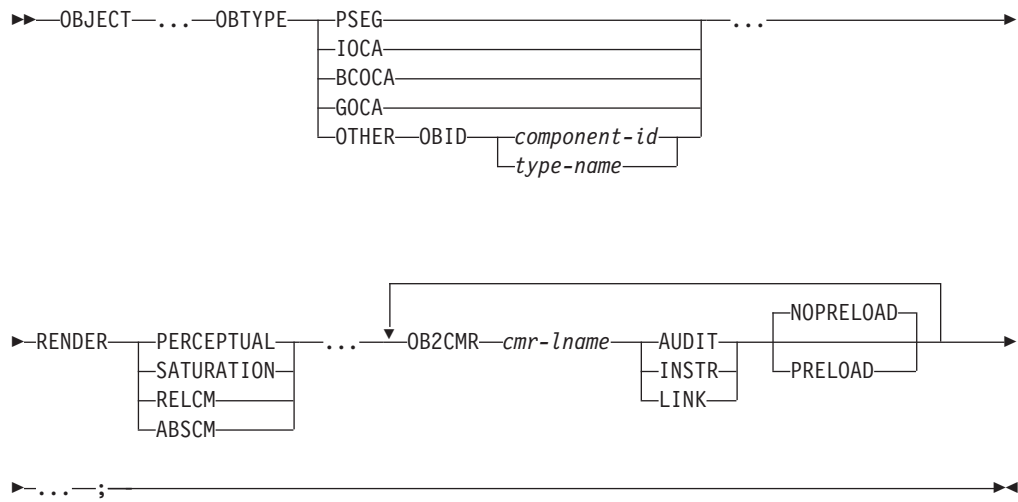 OBJECT ... OBTYPE PSEG ...
IOCA
BCOCA
GOCA
OTHER OBID component-id
type-name
NOPRELOAD
RENDER PERCEPTUAL ... OB2CMR cmr-lname AUDIT
SATURATION INSTR PRELOAD
RELCM LINK
ABSCM
... ;